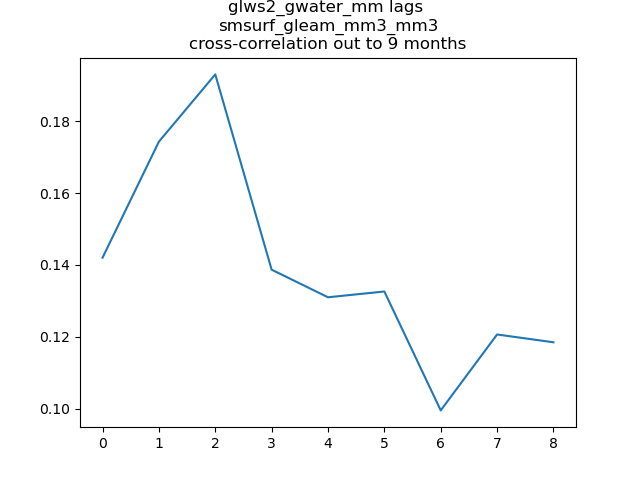 glws2_gwater_mm lags
smsurf_gleam_mm3_mm3
cross-correlation out to 9 months
0.18
0.16
0.14
0.12
0.10
0 1 2 3 4 5 6 7 8